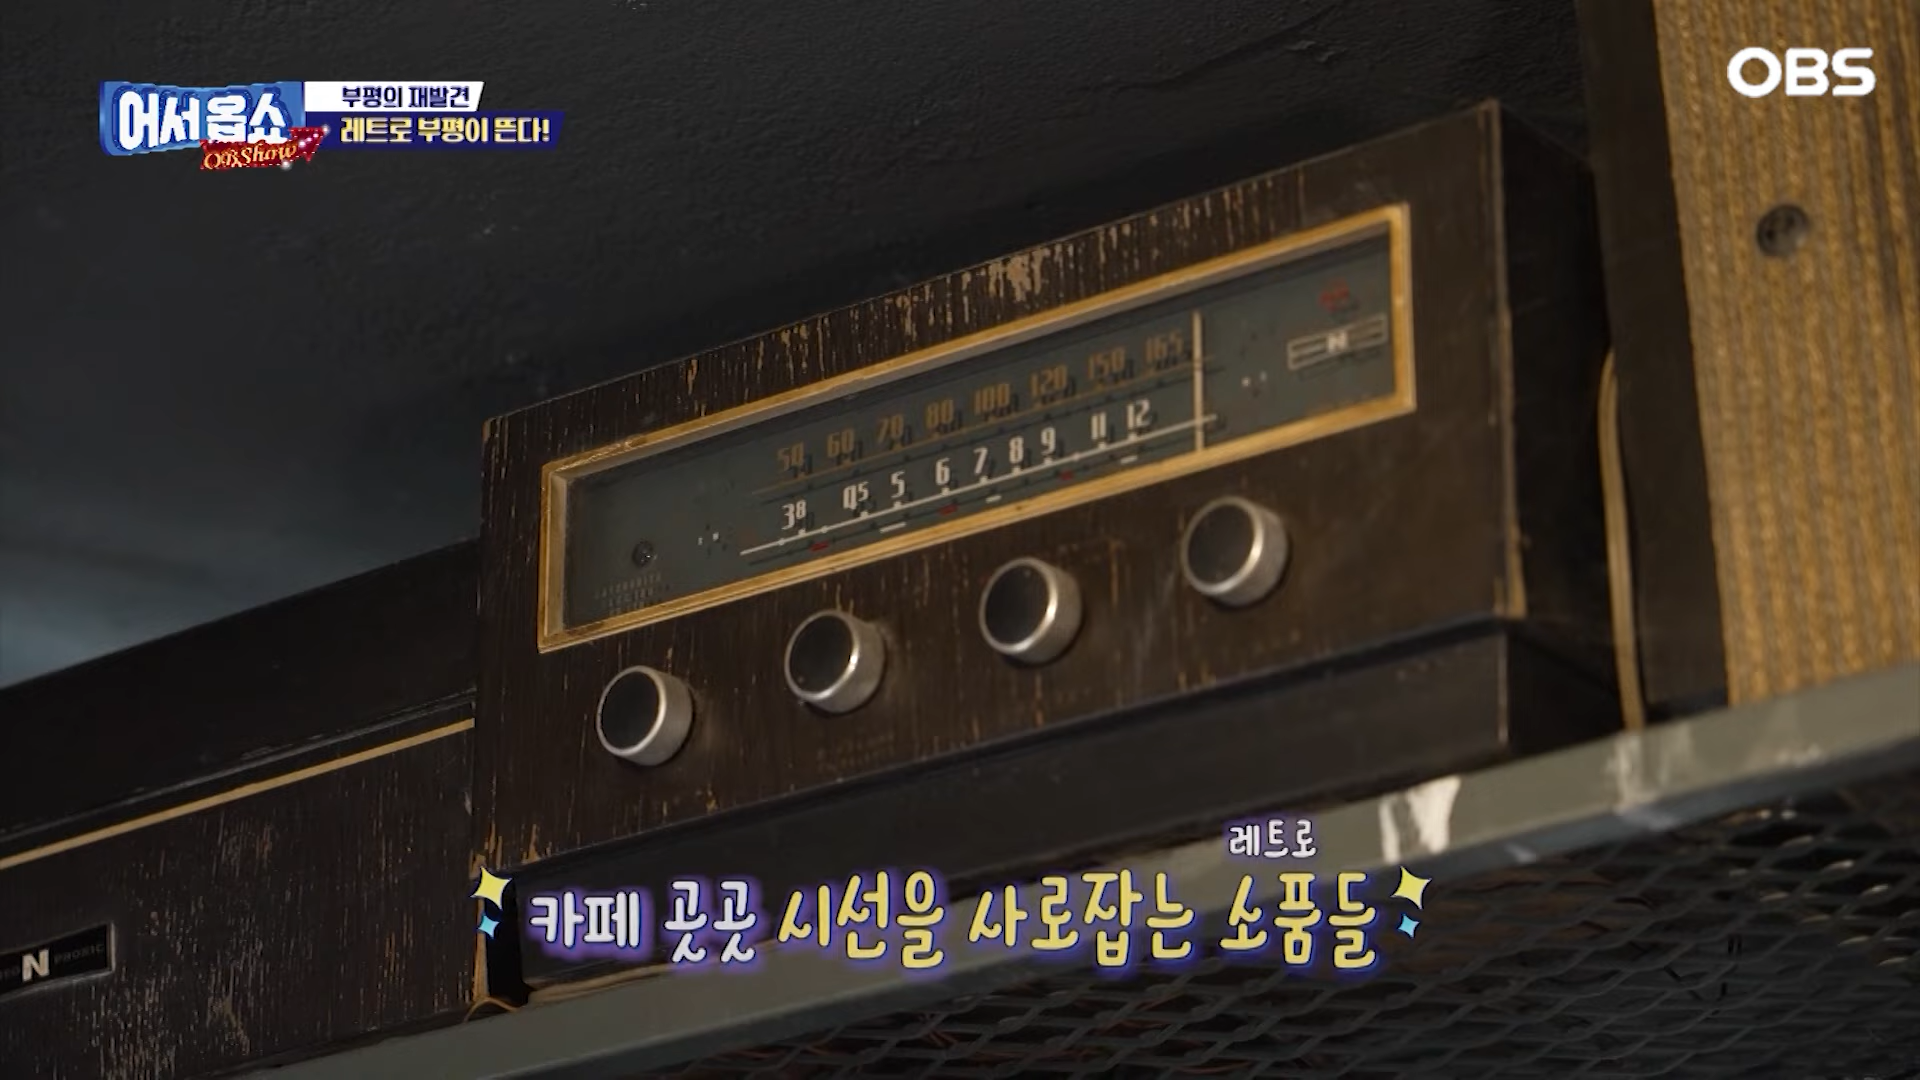 OBS
어서옵쇼
OBShow
부평의 재발견
레트로 부평이 뜬다!
50 60 70 80 100 120 150 165
3⁸ 4⁵ 5 6 7 8 9 11 12
N
레트로
카페 곳곳 시선을 사로잡는 소품들
N PHONIC